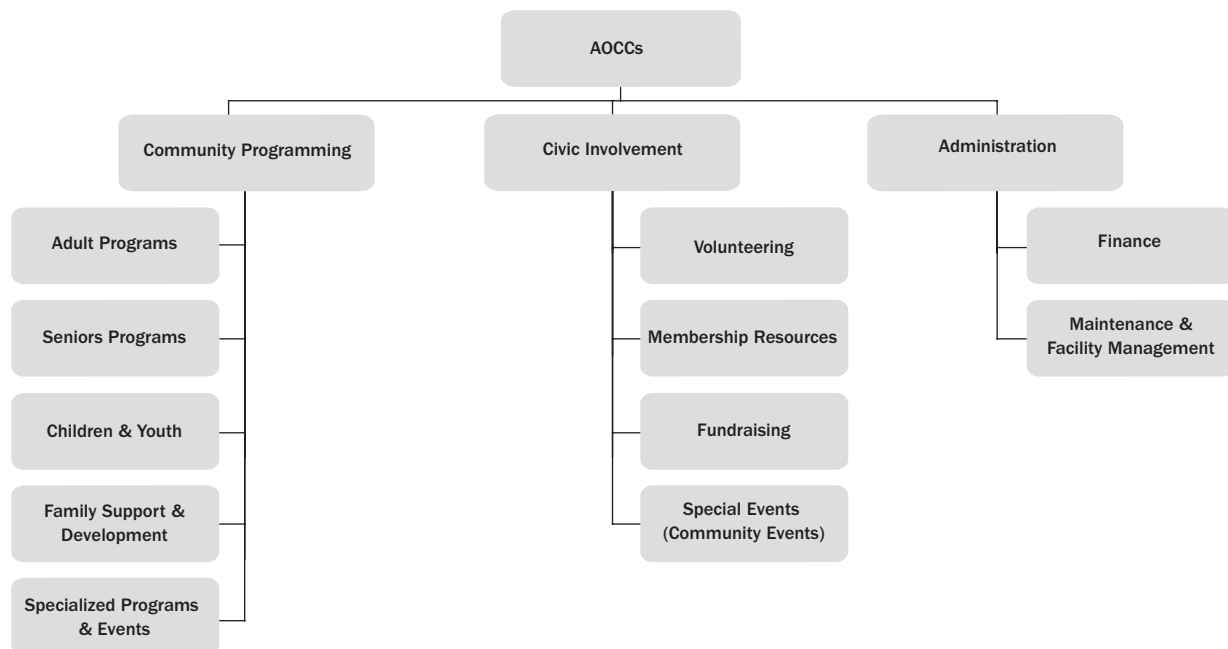 AOCCs
Community Programming
Civic Involvement
Administration
Adult Programs
Seniors Programs
Children & Youth
Family Support &
Development
Specialized Programs
& Events
Volunteering
Membership Resources
Fundraising
Special Events
(Community Events)
Finance
Maintenance &
Facility Management